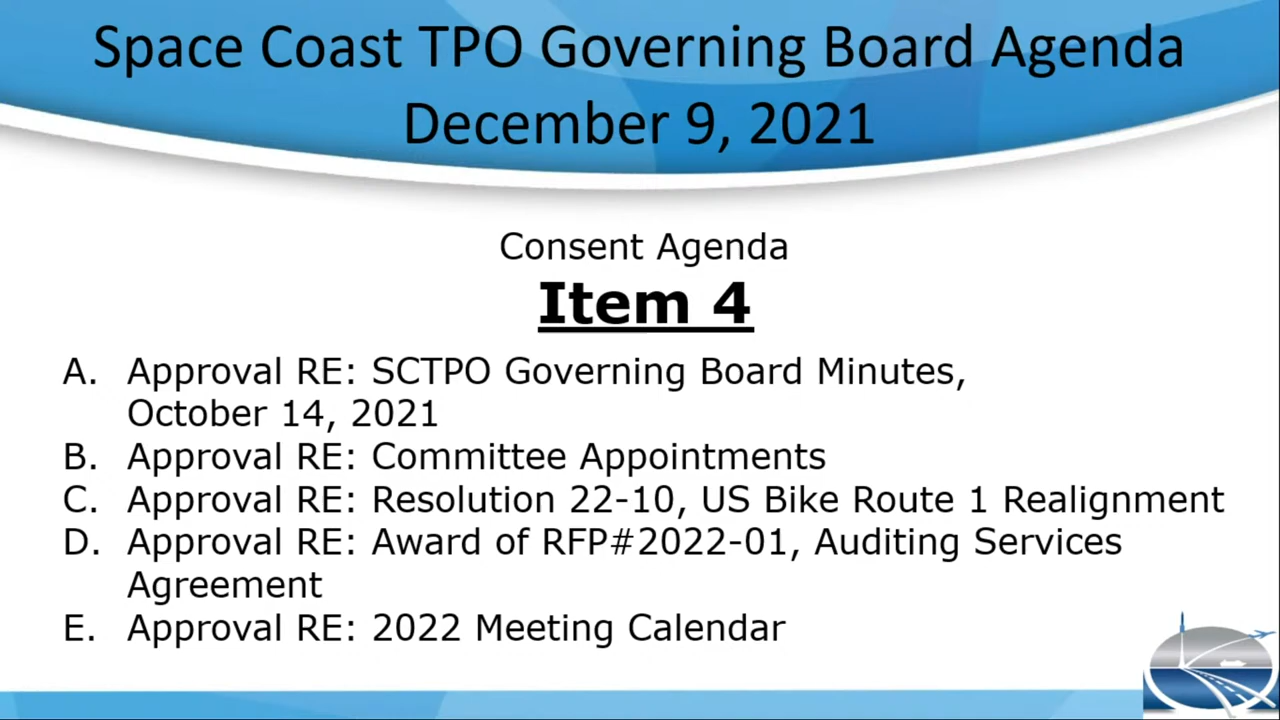 Space Coast TPO Governing Board Agenda
December 9, 2021
Consent Agenda
Item 4
A. Approval RE: SCTPO Governing Board Minutes,
October 14, 2021
B. Approval RE: Committee Appointments
C. Approval RE: Resolution 22-10, US Bike Route 1 Realignment
D. Approval RE: Award of RFP#2022-01, Auditing Services
Agreement
E. Approval RE: 2022 Meeting Calendar